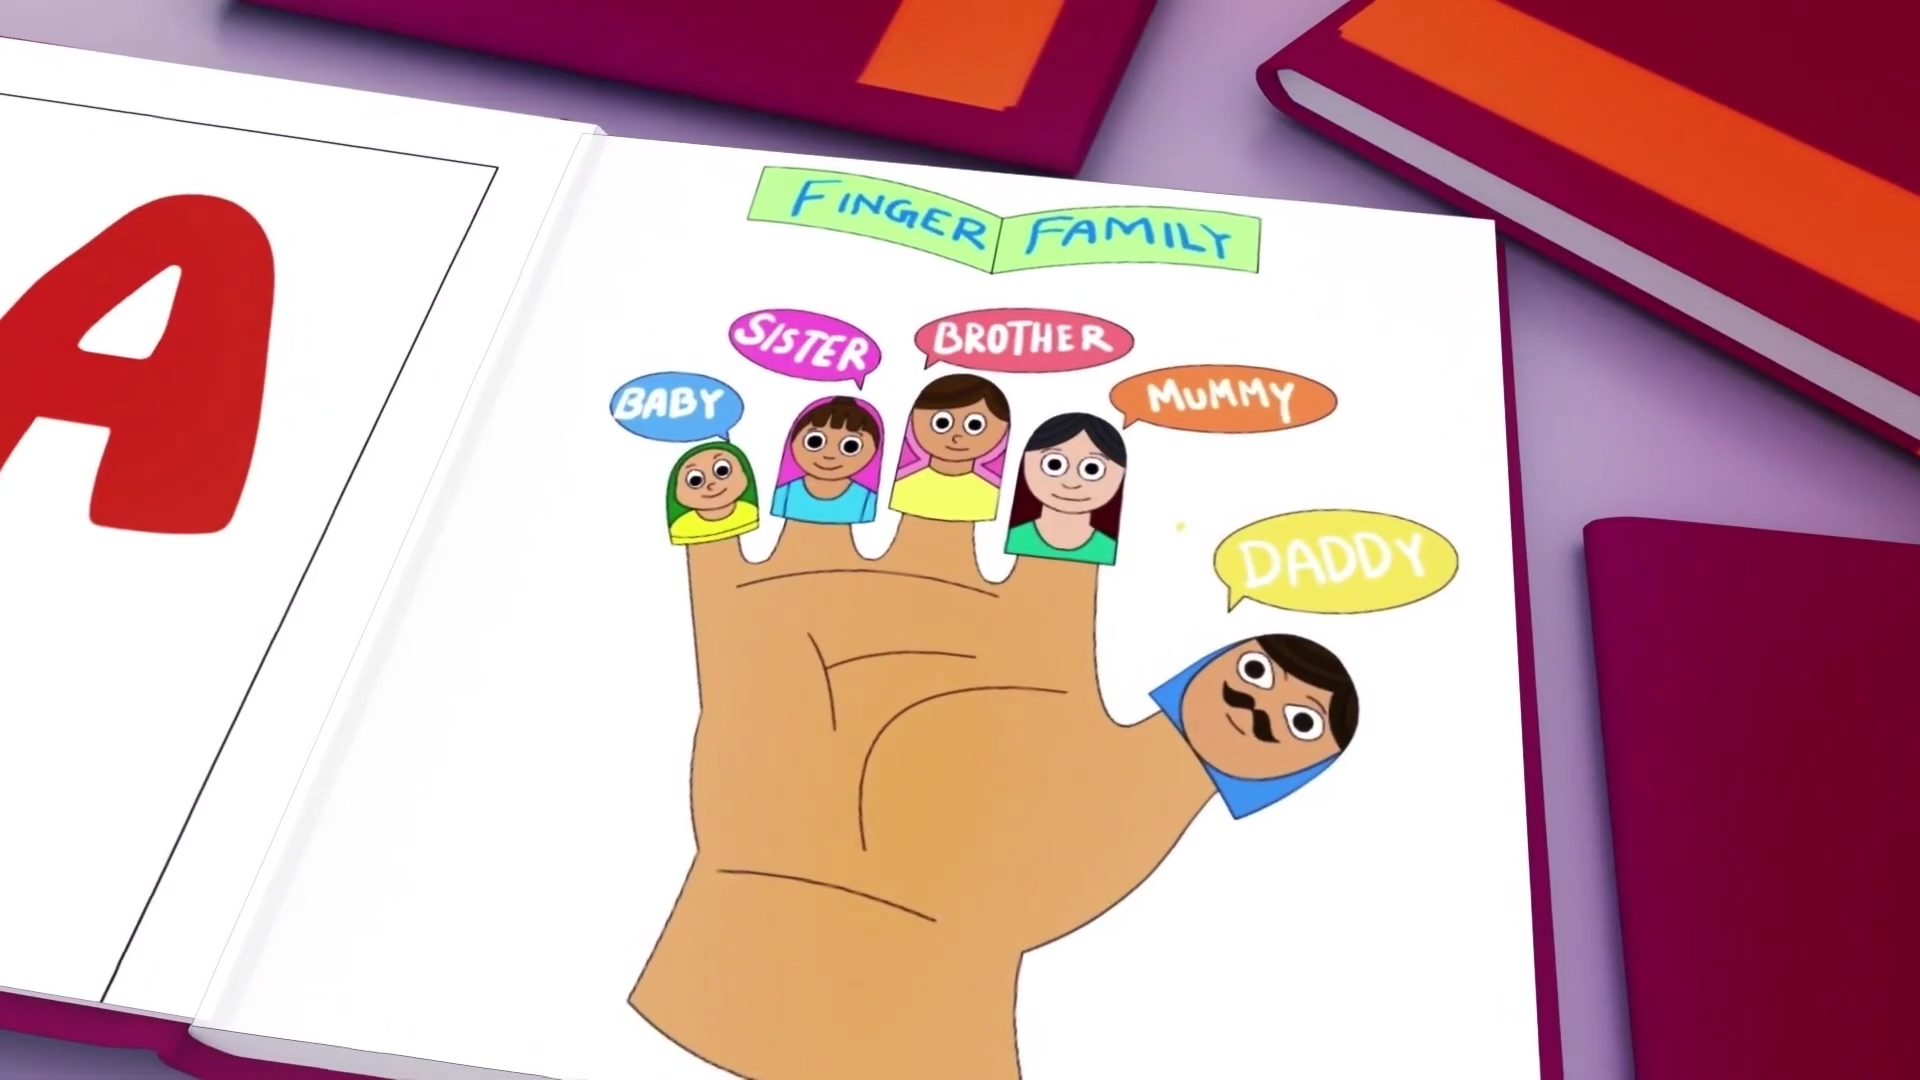 A
FINGER FAMILY
SISTER
BROTHER
BABY
MUMMY
DADDY